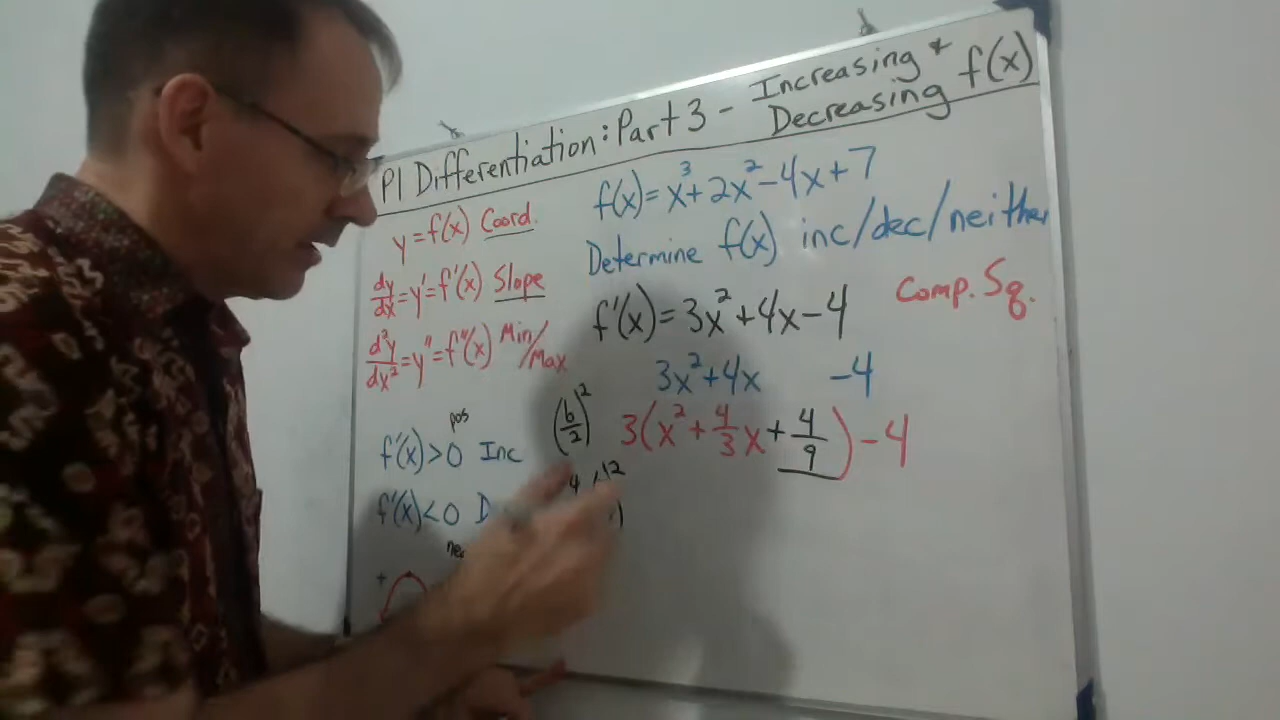 P1 Differentiation: Part 3 - Increasing + Decreasing f(x)
y = f(x) Coord.
dy/dx = y' = f'(x) Slope
d²y/dx² = y" = f"(x) Min/Max
pos
f'(x) > 0 Inc
f'(x) < 0 D
+
f(x) = x³ + 2x² - 4x + 7
Determine f(x) inc/dec/neither
f'(x) = 3x² + 4x - 4
Comp. Sq.
3x² + 4x - 4
(b/2)²
3(x² + 4/3 x + 4/9) - 4